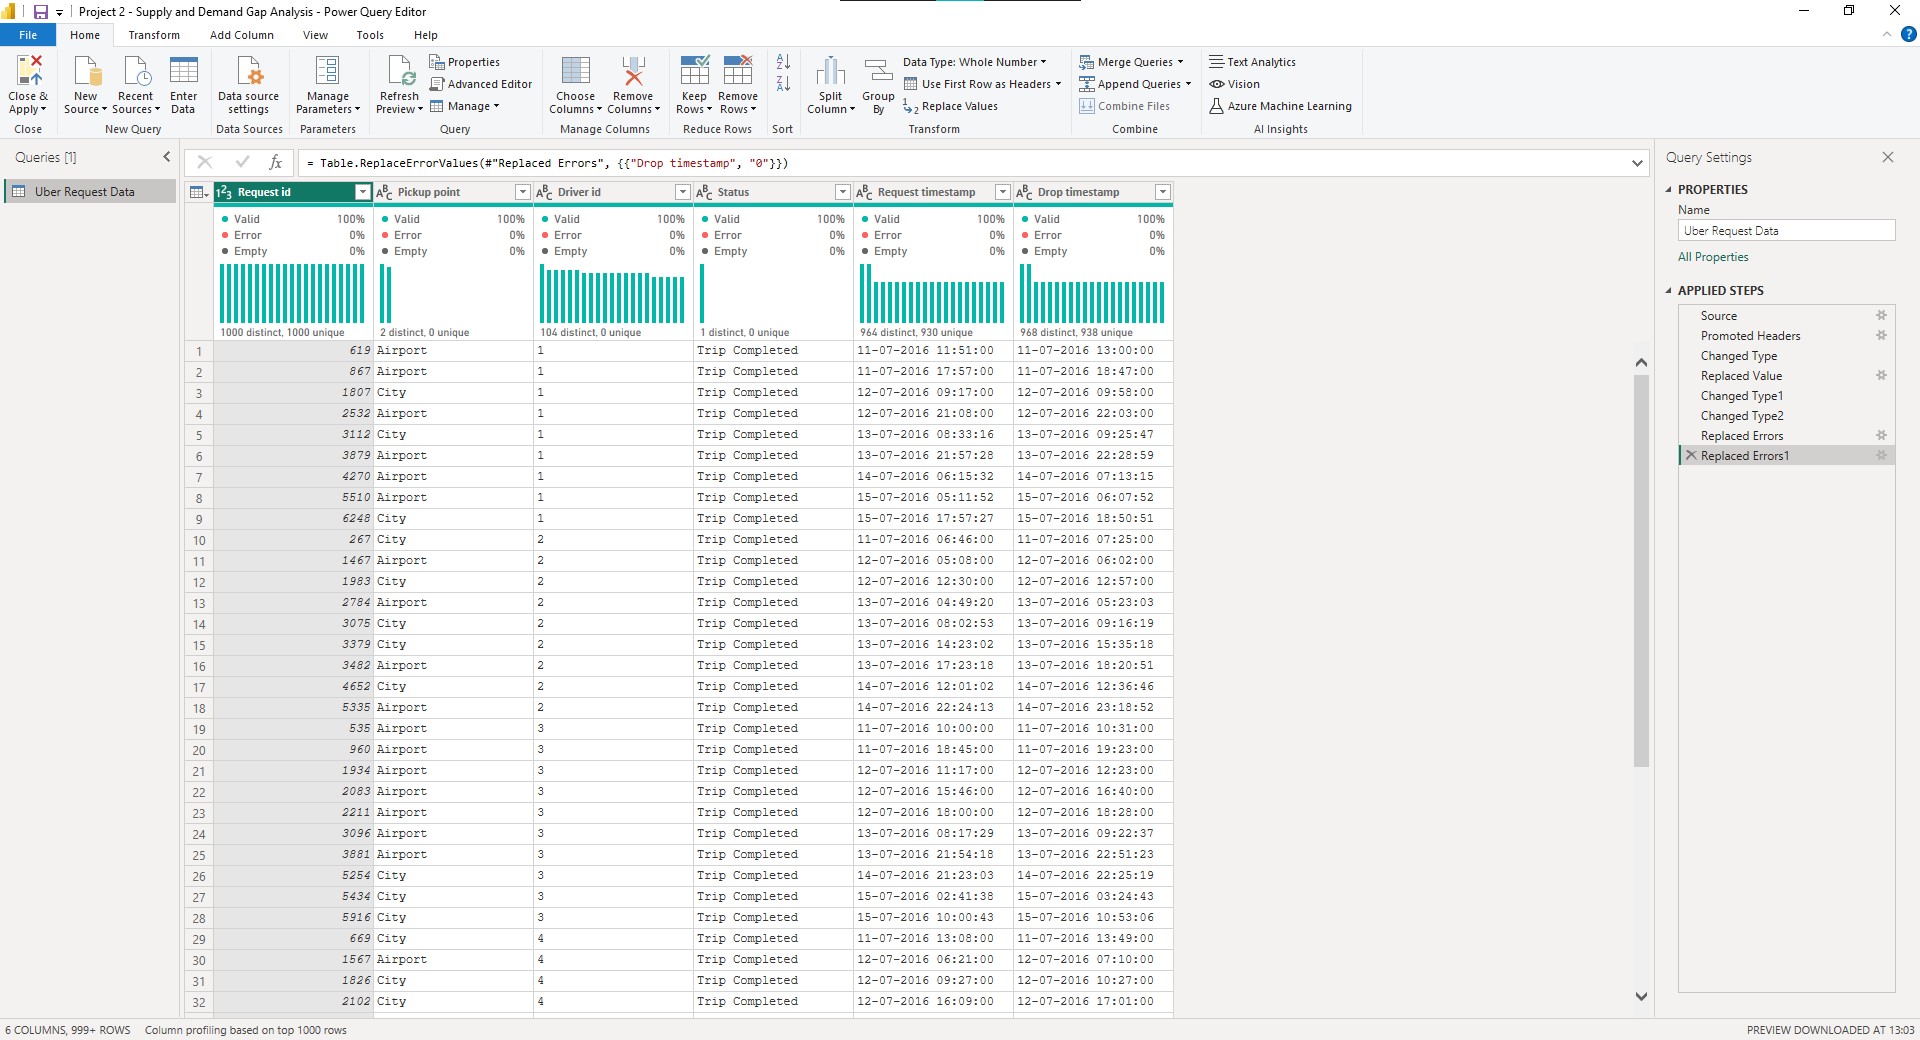 Project 2 - Supply and Demand Gap Analysis - Power Query Editor
File Home Transform Add Column View Tools Help
Close & Apply
New Source
Recent Sources
Enter Data
Data source settings
Manage Parameters
Refresh Preview
Properties
Advanced Editor
Manage
Choose Columns
Remove Columns
Keep Rows
Remove Rows
Split Column
Group By
Data Type: Whole Number
Use First Row as Headers
Replace Values
Merge Queries
Append Queries
Combine Files
Text Analytics
Vision
Azure Machine Learning
Close New Query Data Sources Parameters Query Manage Columns Reduce Rows Sort Transform Combine AI Insights
Queries [1]
Uber Request Data
fx = Table.ReplaceErrorValues(#"Replaced Errors", {{"Drop timestamp", "0"}})
123 Request id ABC Pickup point ABC Driver id ABC Status ABC Request timestamp ABC Drop timestamp
Valid 100% Valid 100% Valid 100% Valid 100% Valid 100% Valid 100%
Error 0% Error 0% Error 0% Error 0% Error 0% Error 0%
Empty 0% Empty 0% Empty 0% Empty 0% Empty 0% Empty 0%
1000 distinct, 1000 unique 2 distinct, 0 unique 104 distinct, 0 unique 1 distinct, 0 unique 964 distinct, 930 unique 968 distinct, 938 unique
1 619 Airport 1 Trip Completed 11-07-2016 11:51:00 11-07-2016 13:00:00
2 867 Airport 1 Trip Completed 11-07-2016 17:57:00 11-07-2016 18:47:00
3 1807 City 1 Trip Completed 12-07-2016 09:17:00 12-07-2016 09:58:00
4 2532 Airport 1 Trip Completed 12-07-2016 21:08:00 12-07-2016 22:03:00
5 3112 City 1 Trip Completed 13-07-2016 08:33:16 13-07-2016 09:25:47
6 3879 Airport 1 Trip Completed 13-07-2016 21:57:28 13-07-2016 22:28:59
7 4270 Airport 1 Trip Completed 14-07-2016 06:15:32 14-07-2016 07:13:15
8 5510 Airport 1 Trip Completed 15-07-2016 05:11:52 15-07-2016 06:07:52
9 6248 City 1 Trip Completed 15-07-2016 17:57:27 15-07-2016 18:50:51
10 267 City 2 Trip Completed 11-07-2016 06:46:00 11-07-2016 07:25:00
11 1467 Airport 2 Trip Completed 12-07-2016 05:08:00 12-07-2016 06:02:00
12 1983 City 2 Trip Completed 12-07-2016 12:30:00 12-07-2016 12:57:00
13 2784 Airport 2 Trip Completed 13-07-2016 04:49:20 13-07-2016 05:23:03
14 3075 City 2 Trip Completed 13-07-2016 08:02:53 13-07-2016 09:16:19
15 3379 City 2 Trip Completed 13-07-2016 14:23:02 13-07-2016 15:35:18
16 3482 Airport 2 Trip Completed 13-07-2016 17:23:18 13-07-2016 18:20:51
17 4652 City 2 Trip Completed 14-07-2016 12:01:02 14-07-2016 12:36:46
18 5335 Airport 2 Trip Completed 14-07-2016 22:24:13 14-07-2016 23:18:52
19 535 Airport 3 Trip Completed 11-07-2016 10:00:00 11-07-2016 10:31:00
20 960 Airport 3 Trip Completed 11-07-2016 18:45:00 11-07-2016 19:23:00
21 1934 Airport 3 Trip Completed 12-07-2016 11:17:00 12-07-2016 12:23:00
22 2083 Airport 3 Trip Completed 12-07-2016 15:46:00 12-07-2016 16:40:00
23 2211 Airport 3 Trip Completed 12-07-2016 18:00:00 12-07-2016 18:28:00
24 3096 Airport 3 Trip Completed 13-07-2016 08:17:29 13-07-2016 09:22:37
25 3881 Airport 3 Trip Completed 13-07-2016 21:54:18 13-07-2016 22:51:23
26 5254 City 3 Trip Completed 14-07-2016 21:23:03 14-07-2016 22:25:19
27 5434 City 3 Trip Completed 15-07-2016 02:41:38 15-07-2016 03:24:43
28 5916 City 3 Trip Completed 15-07-2016 10:00:43 15-07-2016 10:53:06
29 669 City 4 Trip Completed 11-07-2016 13:08:00 11-07-2016 13:49:00
30 1567 Airport 4 Trip Completed 12-07-2016 06:21:00 12-07-2016 07:10:00
31 1826 City 4 Trip Completed 12-07-2016 09:27:00 12-07-2016 10:27:00
32 2102 City 4 Trip Completed 12-07-2016 16:09:00 12-07-2016 17:01:00
Query Settings
PROPERTIES
Name
Uber Request Data
All Properties
APPLIED STEPS
Source
Promoted Headers
Changed Type
Replaced Value
Changed Type1
Changed Type2
Replaced Errors
Replaced Errors1
6 COLUMNS, 999+ ROWS Column profiling based on top 1000 rows PREVIEW DOWNLOADED AT 13:03